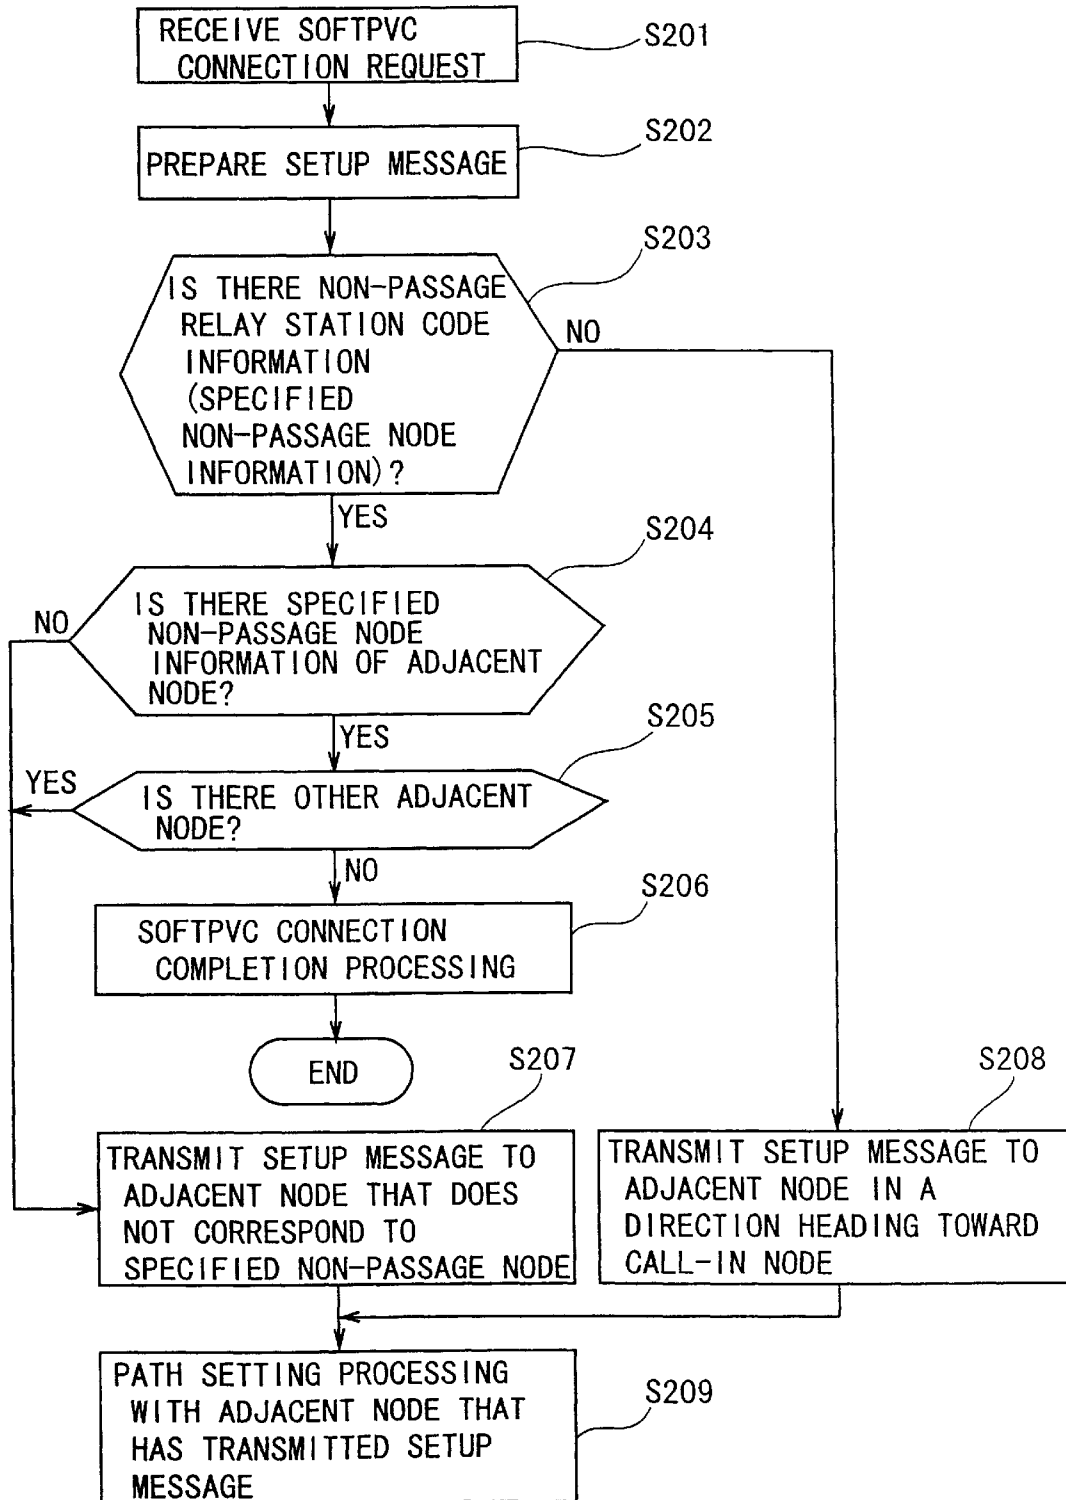 RECEIVE SOFTPVC
CONNECTION REQUEST
S201
PREPARE SETUP MESSAGE
S202
S203
IS THERE NON-PASSAGE
RELAY STATION CODE
INFORMATION
(SPECIFIED
NON-PASSAGE NODE
INFORMATION)?
NO
YES
S204
IS THERE SPECIFIED
NON-PASSAGE NODE
INFORMATION OF ADJACENT
NODE?
NO
YES
S205
YES
IS THERE OTHER ADJACENT
NODE?
NO
S206
SOFTPVC CONNECTION
COMPLETION PROCESSING
END
S207
S208
TRANSMIT SETUP MESSAGE TO
ADJACENT NODE THAT DOES
NOT CORRESPOND TO
SPECIFIED NON-PASSAGE NODE
TRANSMIT SETUP MESSAGE TO
ADJACENT NODE IN A
DIRECTION HEADING TOWARD
CALL-IN NODE
PATH SETTING PROCESSING
WITH ADJACENT NODE THAT
HAS TRANSMITTED SETUP
MESSAGE
S209